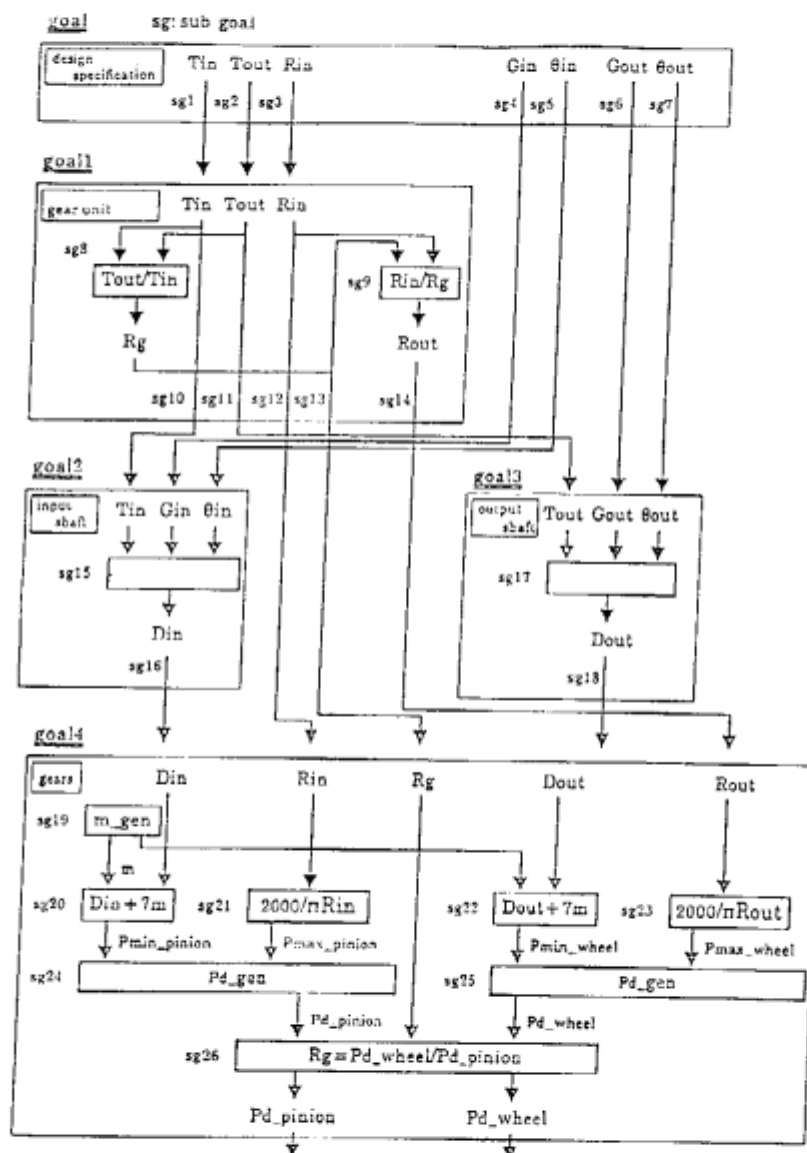 goal sg: sub goal
design specification
Tin Tout Rin Gin θin Gout θout
sg1 sg2 sg3 sg4 sg5 sg6 sg7
goal1
gear unit
Tin Tout Rin
sg8
Tout/Tin
sg9
Rin/Rg
Rg
Rout
sg10 sg11 sg12 sg13 sg14
goal2
input shaft
Tin Gin θin
sg15
Din
sg16
goal3
output shaft
Tout Gout θout
sg17
Dout
sg18
goal4
gears
Din Rin Rg Dout Rout
sg19
m_gen
m
sg20
Din+7m
sg21
2000/πRin
sg22
Dout+7m
sg23
2000/πRout
Pmin_pinion Pmax_pinion Pmin_wheel Pmax_wheel
sg24
Pd_gen
sg25
Pd_gen
Pd_pinion Pd_wheel
sg26
Rg=Pd_wheel/Pd_pinion
Pd_pinion Pd_wheel